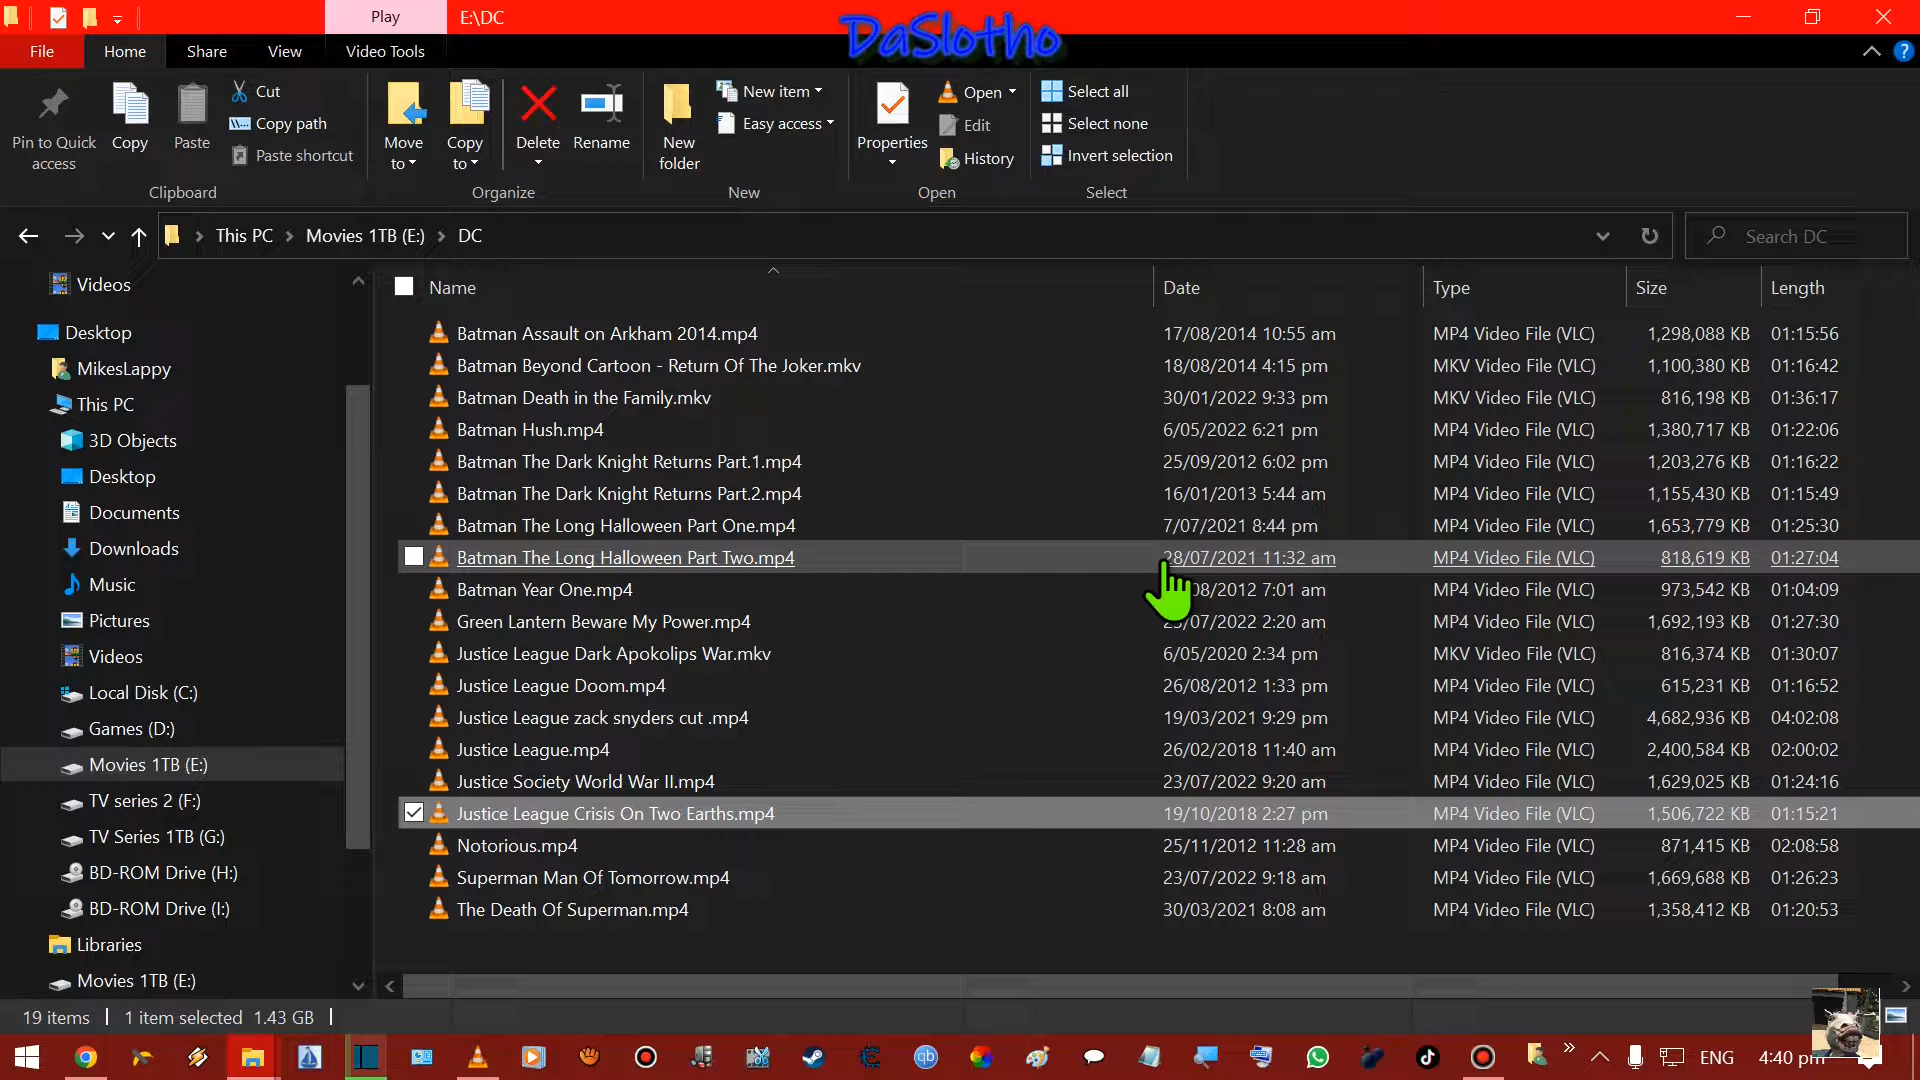 Play
E:\DC
DaSlotho
File
Home
Share
View
Video Tools
Pin to Quick access
Copy
Paste
Cut
Copy path
Paste shortcut
Clipboard
Move to
Copy to
Delete
Rename
Organize
New folder
New item
Easy access
New
Properties
Open
Edit
History
Open
Select all
Select none
Invert selection
Select
This PC
Movies 1TB (E:)
DC
Search DC
Videos
Desktop
MikesLappy
This PC
3D Objects
Desktop
Documents
Downloads
Music
Pictures
Videos
Local Disk (C:)
Games (D:)
Movies 1TB (E:)
TV series 2 (F:)
TV Series 1TB (G:)
BD-ROM Drive (H:)
BD-ROM Drive (I:)
Libraries
Movies 1TB (E:)
Name Date Type Size Length
Batman Assault on Arkham 2014.mp4 17/08/2014 10:55 am MP4 Video File (VLC) 1,298,088 KB 01:15:56
Batman Beyond Cartoon - Return Of The Joker.mkv 18/08/2014 4:15 pm MKV Video File (VLC) 1,100,380 KB 01:16:42
Batman Death in the Family.mkv 30/01/2022 9:33 pm MKV Video File (VLC) 816,198 KB 01:36:17
Batman Hush.mp4 6/05/2022 6:21 pm MP4 Video File (VLC) 1,380,717 KB 01:22:06
Batman The Dark Knight Returns Part.1.mp4 25/09/2012 6:02 pm MP4 Video File (VLC) 1,203,276 KB 01:16:22
Batman The Dark Knight Returns Part.2.mp4 16/01/2013 5:44 am MP4 Video File (VLC) 1,155,430 KB 01:15:49
Batman The Long Halloween Part One.mp4 7/07/2021 8:44 pm MP4 Video File (VLC) 1,653,779 KB 01:25:30
Batman The Long Halloween Part Two.mp4 28/07/2021 11:32 am MP4 Video File (VLC) 818,619 KB 01:27:04
Batman Year One.mp4 08/2012 7:01 am MP4 Video File (VLC) 973,542 KB 01:04:09
Green Lantern Beware My Power.mp4 /07/2022 2:20 am MP4 Video File (VLC) 1,692,193 KB 01:27:30
Justice League Dark Apokolips War.mkv 6/05/2020 2:34 pm MKV Video File (VLC) 816,374 KB 01:30:07
Justice League Doom.mp4 26/08/2012 1:33 pm MP4 Video File (VLC) 615,231 KB 01:16:52
Justice League zack snyders cut .mp4 19/03/2021 9:29 pm MP4 Video File (VLC) 4,682,936 KB 04:02:08
Justice League.mp4 26/02/2018 11:40 am MP4 Video File (VLC) 2,400,584 KB 02:00:02
Justice Society World War II.mp4 23/07/2022 9:20 am MP4 Video File (VLC) 1,629,025 KB 01:24:16
Justice League Crisis On Two Earths.mp4 19/10/2018 2:27 pm MP4 Video File (VLC) 1,506,722 KB 01:15:21
Notorious.mp4 25/11/2012 11:28 am MP4 Video File (VLC) 871,415 KB 02:08:58
Superman Man Of Tomorrow.mp4 23/07/2022 9:18 am MP4 Video File (VLC) 1,669,688 KB 01:26:23
The Death Of Superman.mp4 30/03/2021 8:08 am MP4 Video File (VLC) 1,358,412 KB 01:20:53
19 items 1 item selected 1.43 GB
ENG 4:40 pm